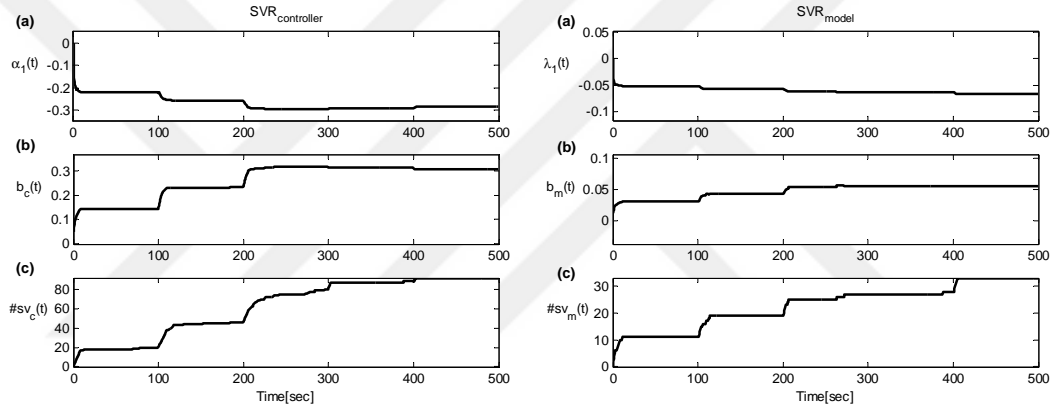 SVR_controller
(a)
α_1(t)
0
-0.1
-0.2
-0.3
0 100 200 300 400 500
(b)
b_c(t)
0.3
0.2
0.1
0
0 100 200 300 400 500
(c)
#sv_c(t)
80
60
40
20
0
0 100 200 300 400 500
Time[sec]
SVR_model
(a)
λ_1(t)
0.05
0
-0.05
-0.1
0 100 200 300 400 500
(b)
b_m(t)
0.1
0.05
0
0 100 200 300 400 500
(c)
#sv_m(t)
30
20
10
0
0 100 200 300 400 500
Time[sec]